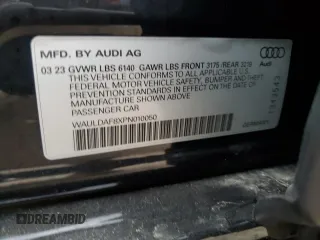 MFD. BY AUDI AG
03 23 GVWR LBS 6140 GAWR LBS FRONT 3175 /REAR 3274
THIS VEHICLE CONFORMS TO ALL APPLICABLE U.S.
FEDERAL MOTOR VEHICLE SAFETY, BUMPER, AND THEFT
PREVENTION STANDARDS IN EFFECT ON THE
DATE OF MANUFACTURE SHOWN ABOVE.
PASSENGER CAR
WAULDAF8XPN010050
DREAMBID